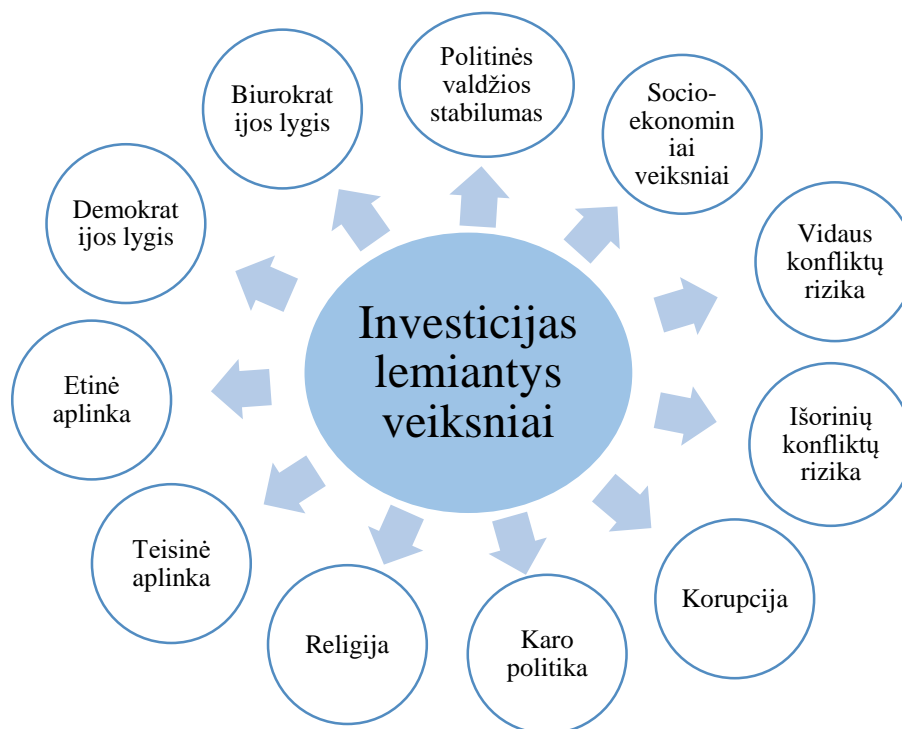 Politinės
valdžios
stabilumas
Socio-
ekonomin
iai
veiksniai
Vidaus
konfliktų
rizika
Išorinių
konfliktų
rizika
Korupcija
Karo
politika
Religija
Teisinė
aplinka
Etinė
aplinka
Demokrat
ijos lygis
Biurokrat
ijos lygis
Investicijas
lemiantys
veiksniai